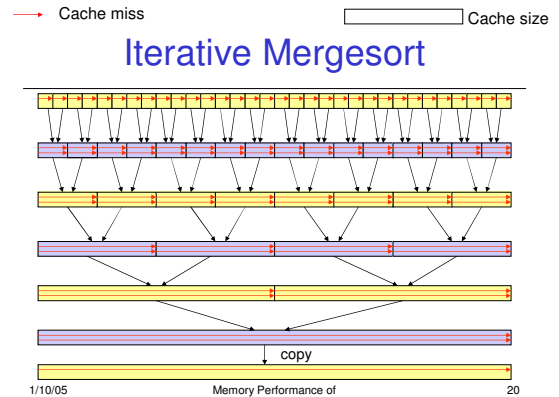 Cache miss
Cache size
Iterative Mergesort
copy
1/10/05
Memory Performance of
20